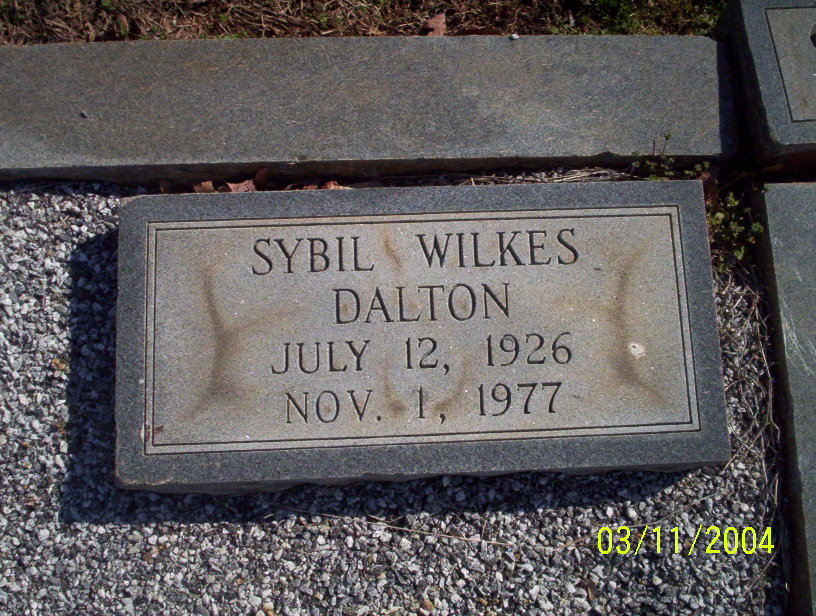 SYBIL WILKES
DALTON
JULY 12, 1926
NOV. 1, 1977
03/11/2004